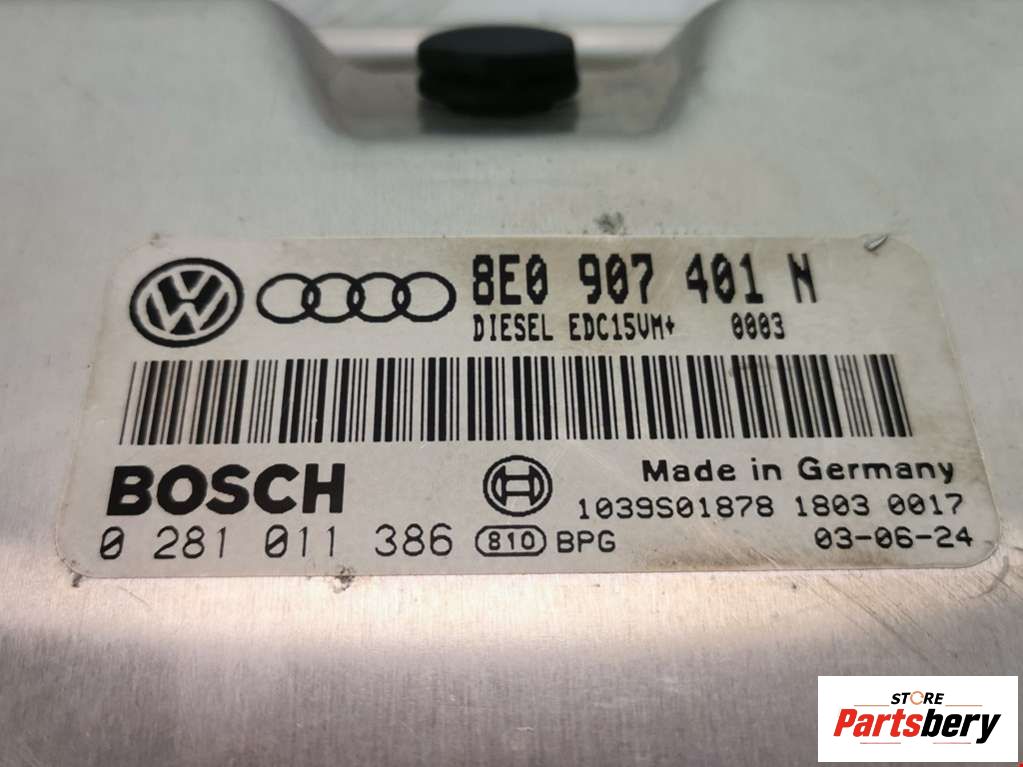 8E0 907 401 N
DIESEL EDC15VM+ 0003
BOSCH
Made in Germany
1039S01878 1803 0017
0 281 011 386 810 BPG 03-06-24
STORE
Partsbery